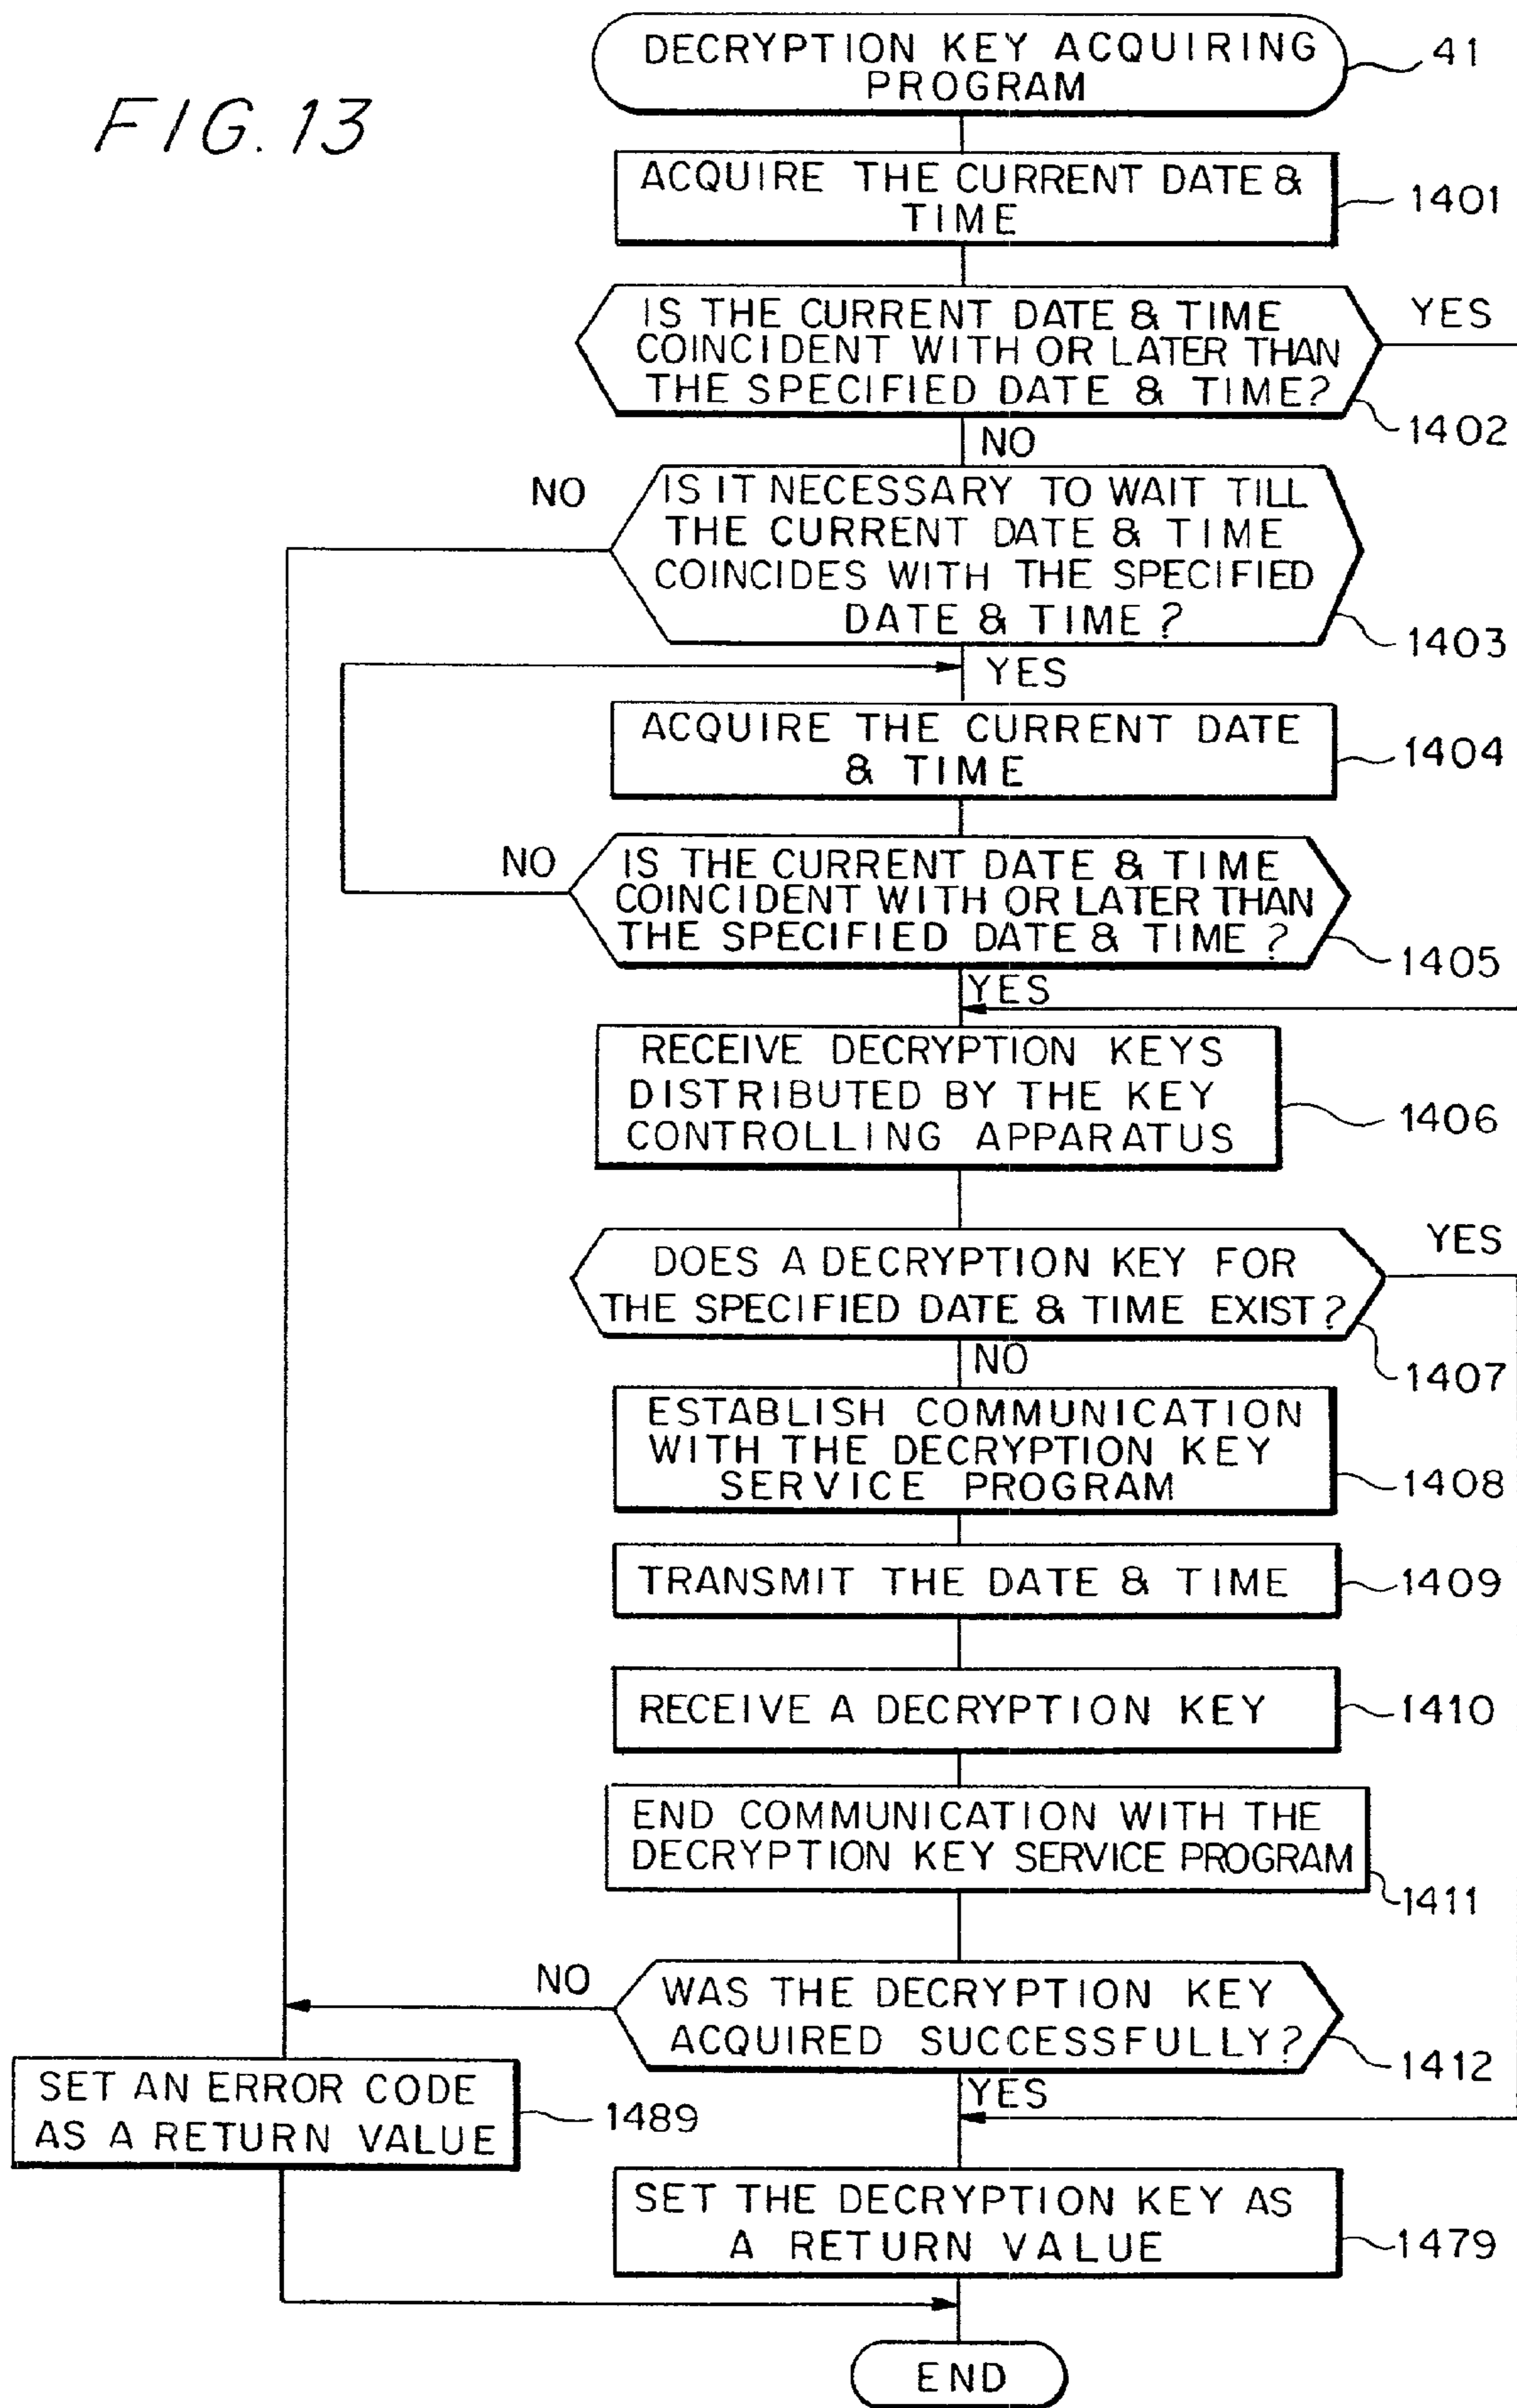 FIG. 13
DECRYPTION KEY ACQUIRING
PROGRAM
41
ACQUIRE THE CURRENT DATE &
TIME
1401
IS THE CURRENT DATE & TIME
COINCIDENT WITH OR LATER THAN
THE SPECIFIED DATE & TIME?
YES
1402
NO
NO
IS IT NECESSARY TO WAIT TILL
THE CURRENT DATE & TIME
COINCIDES WITH THE SPECIFIED
DATE & TIME ?
1403
YES
ACQUIRE THE CURRENT DATE
& TIME
1404
NO
IS THE CURRENT DATE & TIME
COINCIDENT WITH OR LATER THAN
THE SPECIFIED DATE & TIME ?
1405
YES
RECEIVE DECRYPTION KEYS
DISTRIBUTED BY THE KEY
CONTROLLING APPARATUS
1406
DOES A DECRYPTION KEY FOR
THE SPECIFIED DATE & TIME EXIST?
YES
1407
NO
ESTABLISH COMMUNICATION
WITH THE DECRYPTION KEY
SERVICE PROGRAM
1408
TRANSMIT THE DATE & TIME
1409
RECEIVE A DECRYPTION KEY
1410
END COMMUNICATION WITH THE
DECRYPTION KEY SERVICE PROGRAM
1411
NO
WAS THE DECRYPTION KEY
ACQUIRED SUCCESSFULLY?
1412
YES
SET AN ERROR CODE
AS A RETURN VALUE
1489
SET THE DECRYPTION KEY AS
A RETURN VALUE
1479
END